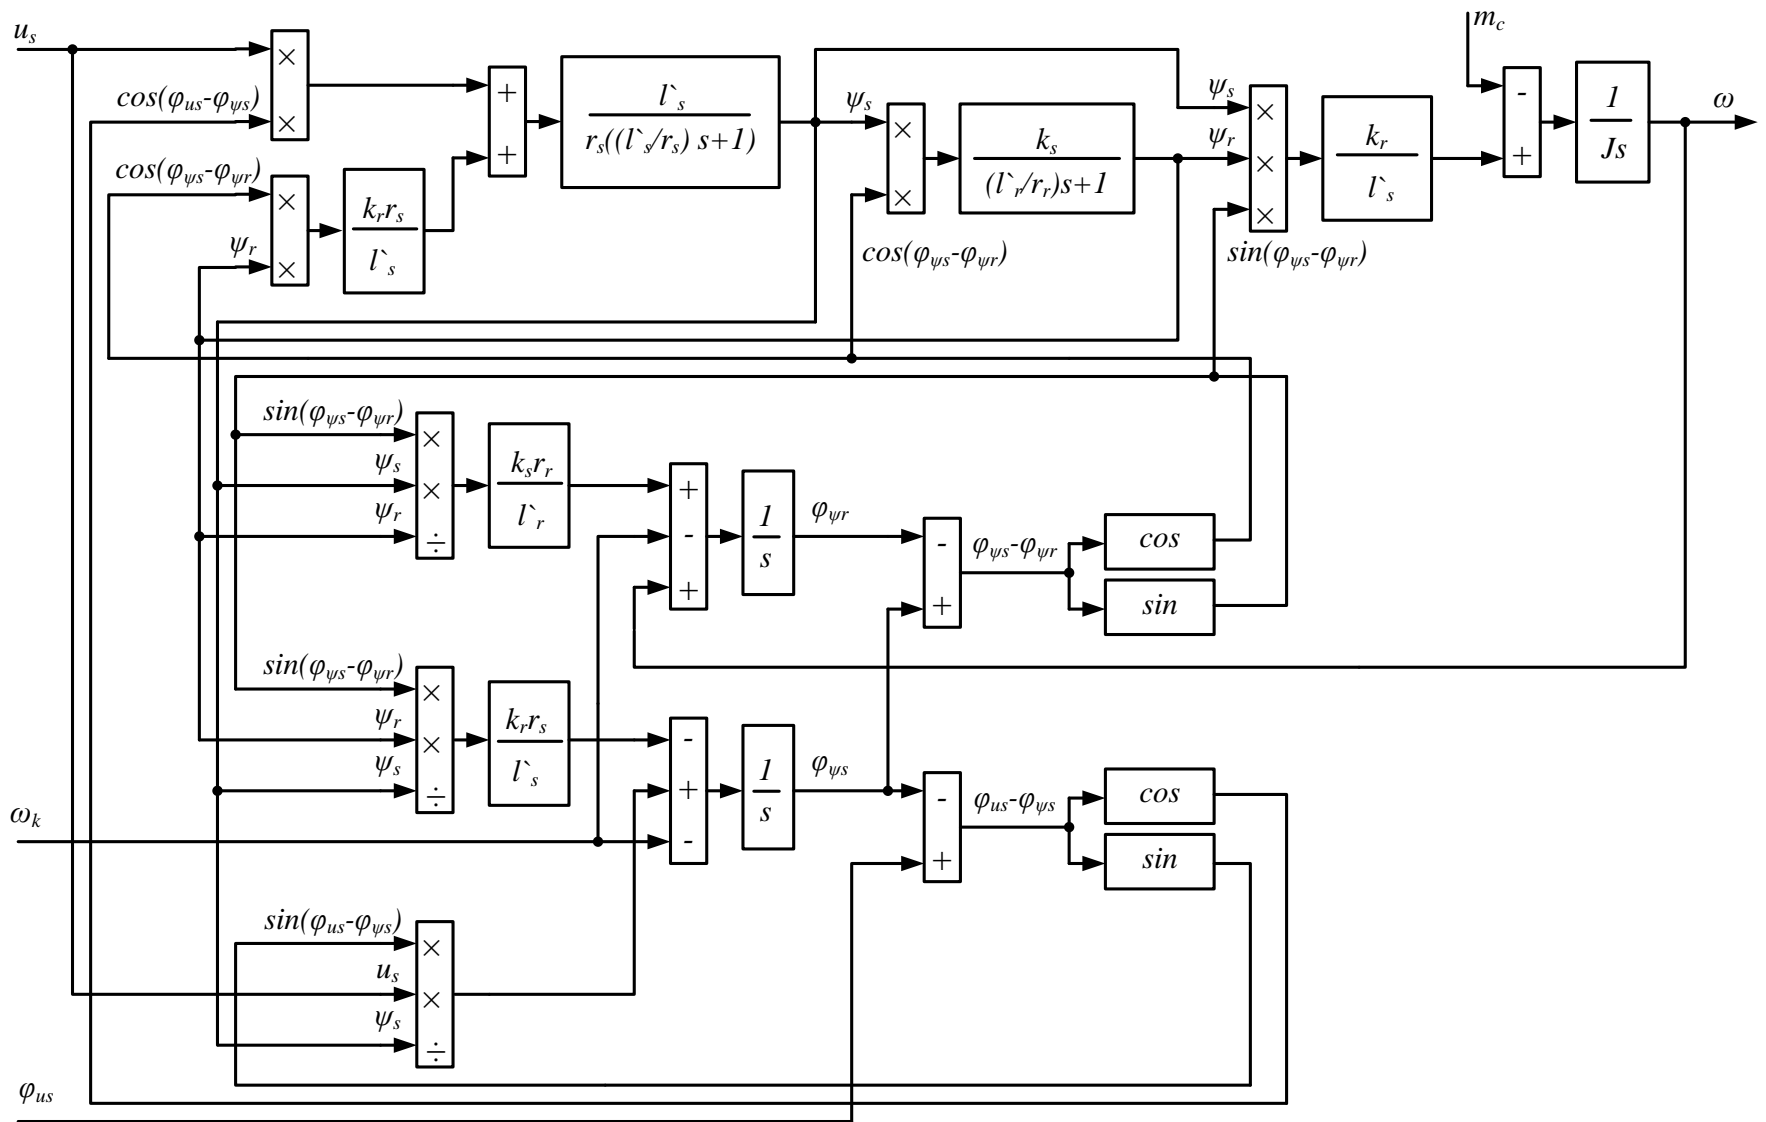 u_s
m_c
cos(φ_us-φ_ψs)
×
×
+
+
l`_s
r_s((l`_s/r_s) s+1)
ψ_s
×
×
k_s
(l`_r/r_r)s+1
ψ_s
ψ_r
×
×
×
k_r
l`_s
-
+
1
Js
ω
cos(φ_ψs-φ_ψr)
ψ_r
×
×
k_r r_s
l`_s
cos(φ_ψs-φ_ψr)
sin(φ_ψs-φ_ψr)
sin(φ_ψs-φ_ψr)
ψ_s
ψ_r
×
×
÷
k_s r_r
l`_r
+
-
+
1
s
φ_ψr
-
+
φ_ψs-φ_ψr
cos
sin
sin(φ_ψs-φ_ψr)
ψ_r
ψ_s
×
×
÷
k_r r_s
l`_s
-
+
-
1
s
φ_ψs
-
+
φ_us-φ_ψs
cos
sin
ω_k
sin(φ_us-φ_ψs)
u_s
ψ_s
×
×
÷
φ_us